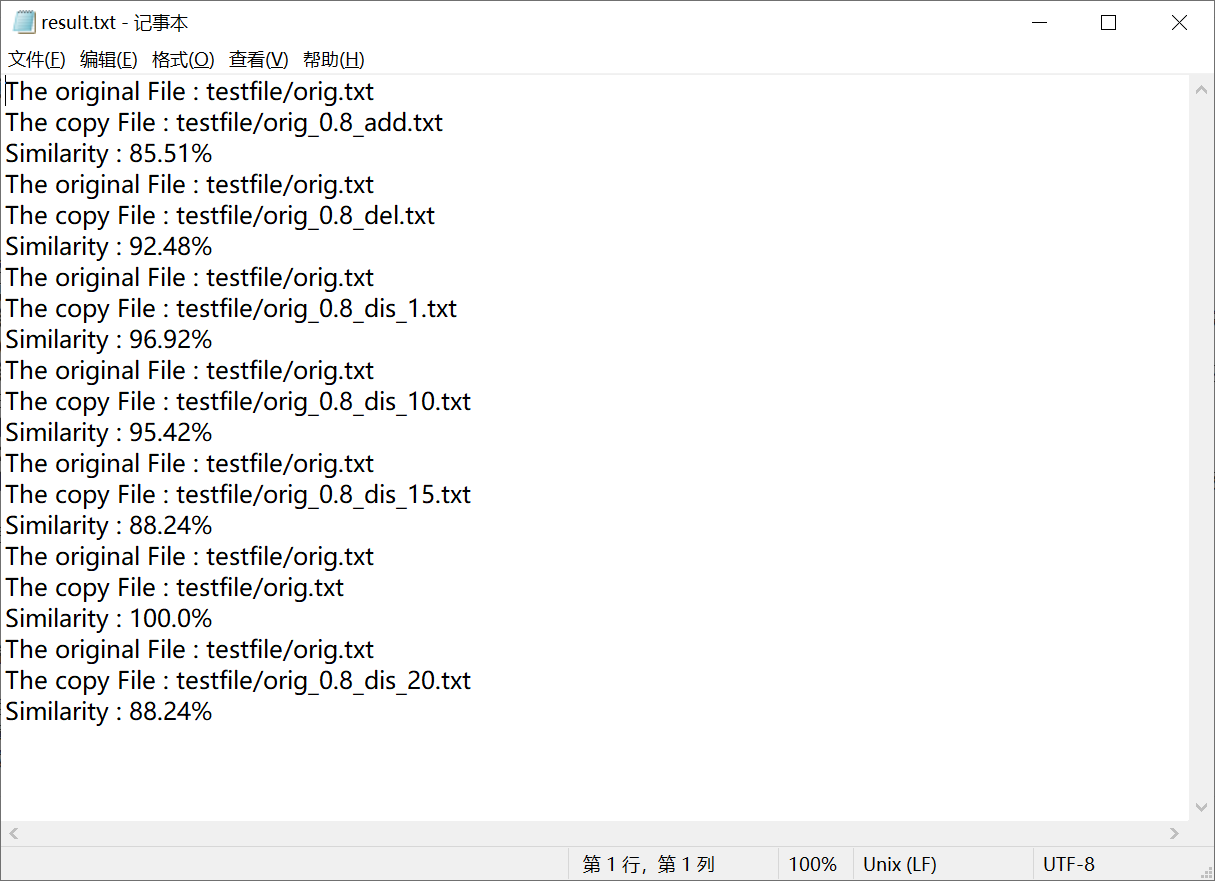 result.txt - 记事本
文件(F) 编辑(E) 格式(O) 查看(V) 帮助(H)
The original File : testfile/orig.txt
The copy File : testfile/orig_0.8_add.txt
Similarity : 85.51%
The original File : testfile/orig.txt
The copy File : testfile/orig_0.8_del.txt
Similarity : 92.48%
The original File : testfile/orig.txt
The copy File : testfile/orig_0.8_dis_1.txt
Similarity : 96.92%
The original File : testfile/orig.txt
The copy File : testfile/orig_0.8_dis_10.txt
Similarity : 95.42%
The original File : testfile/orig.txt
The copy File : testfile/orig_0.8_dis_15.txt
Similarity : 88.24%
The original File : testfile/orig.txt
The copy File : testfile/orig.txt
Similarity : 100.0%
The original File : testfile/orig.txt
The copy File : testfile/orig_0.8_dis_20.txt
Similarity : 88.24%
第 1 行，第 1 列 100% Unix (LF) UTF-8